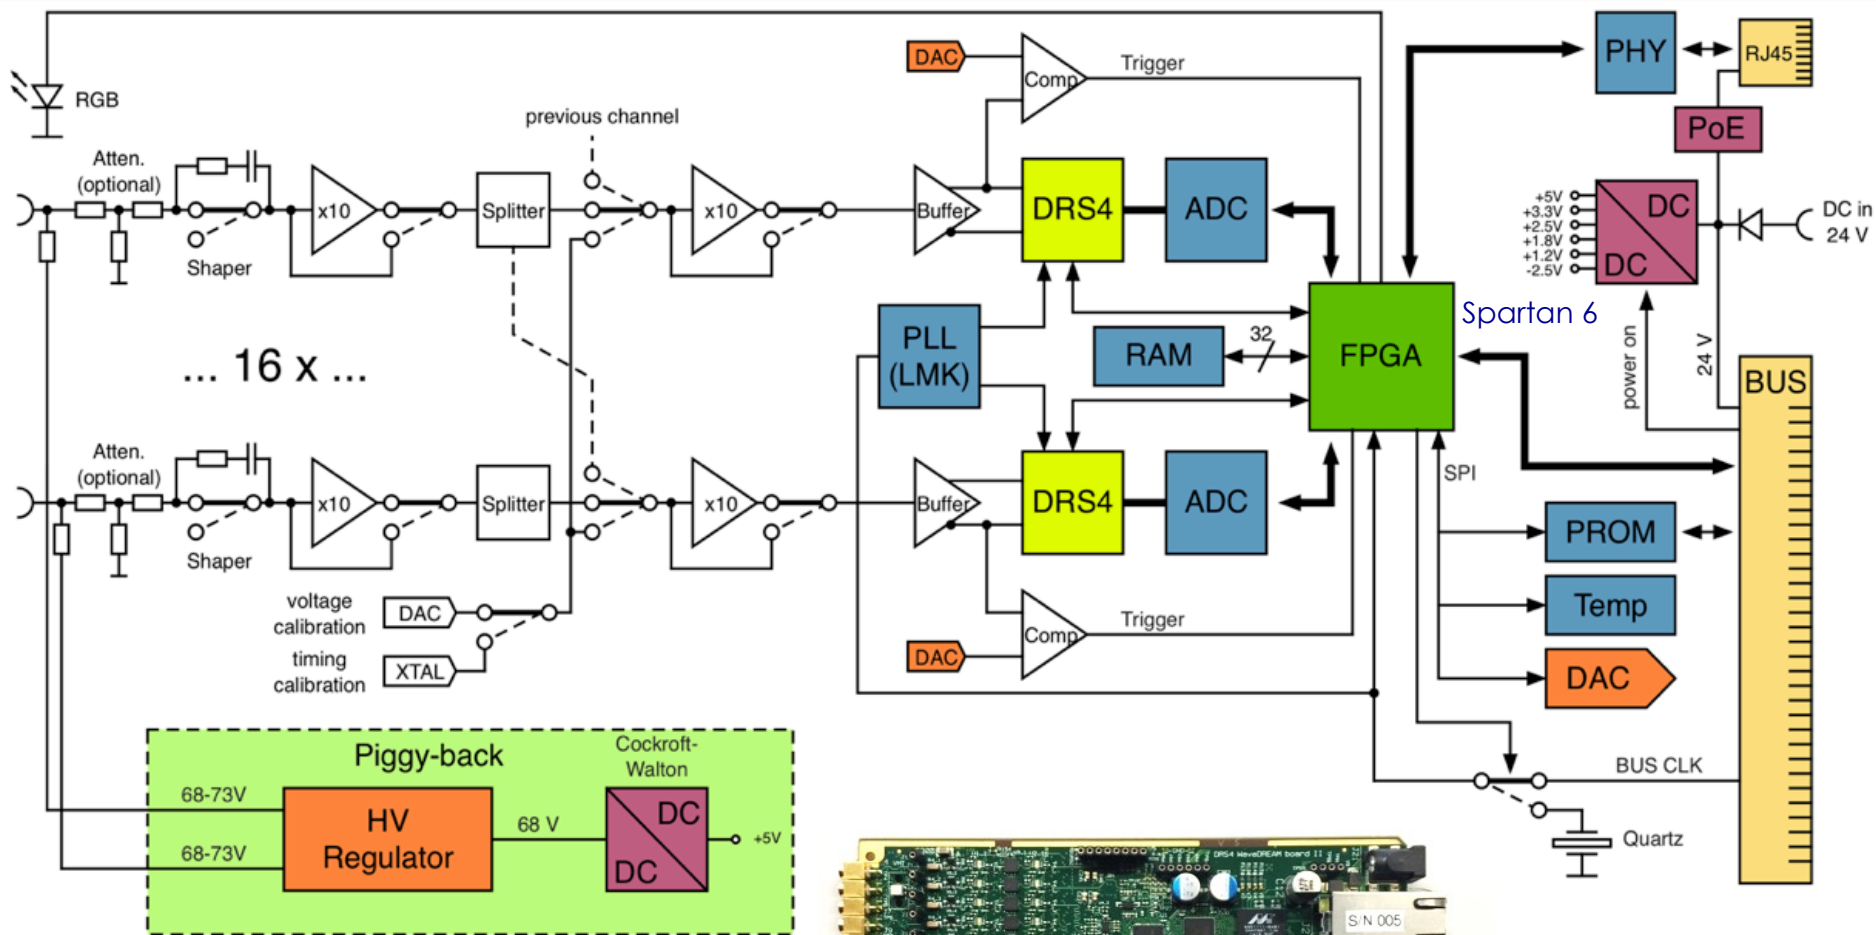 RGB
Atten.
(optional)
Shaper
x10
Splitter
previous channel
x10
Buffer
DAC
Comp
Trigger
DRS4
ADC
PHY
RJ45
PoE
+5V
+3.3V
+2.5V
+1.8V
+1.2V
-2.5V
DC
DC
DC in
24 V
... 16 x ...
PLL
(LMK)
RAM
32
FPGA
Spartan 6
power on
24 V
BUS
Atten.
(optional)
Shaper
x10
Splitter
x10
Buffer
DRS4
ADC
SPI
PROM
Temp
DAC
voltage
calibration
DAC
timing
calibration
XTAL
DAC
Comp
Trigger
BUS CLK
Quartz
Piggy-back
Cockroft-
Walton
68-73V
68-73V
HV
Regulator
68 V
DC
DC
+5V
DRS4 WaveDREAM board II
S/N 005